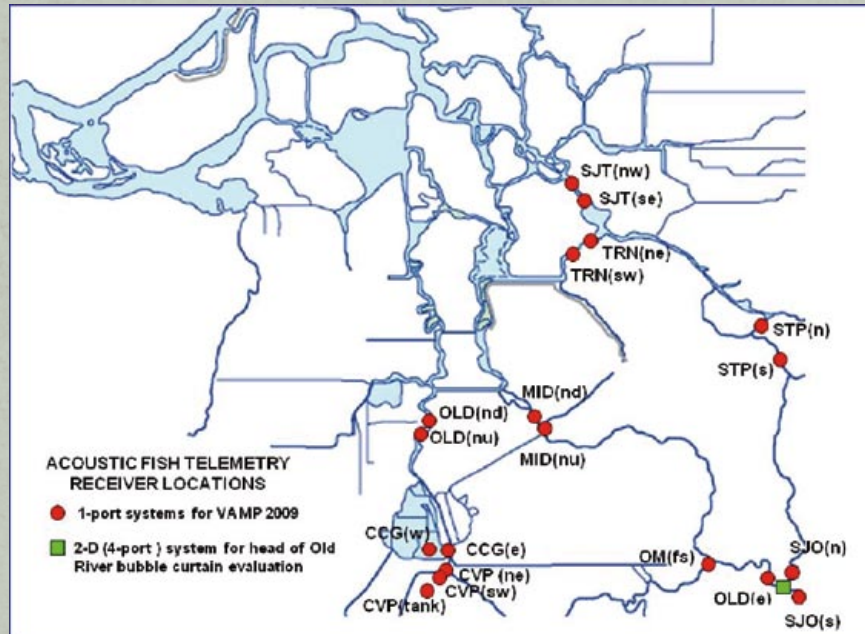 SJT(nw)
SJT(se)
TRN(ne)
TRN(sw)
STP(n)
STP(s)
MID(nd)
OLD(nd)
OLD(nu)
MID(nu)
ACOUSTIC FISH TELEMETRY
RECEIVER LOCATIONS
1-port systems for VAMP 2009
2-D (4-port ) system for head of Old
River bubble curtain evaluation
CCG(w)
CCG(e)
OM(fs)
SJO(n)
CVP (ne)
CVP(sw)
OLD(e)
CVP(tank)
SJO(s)